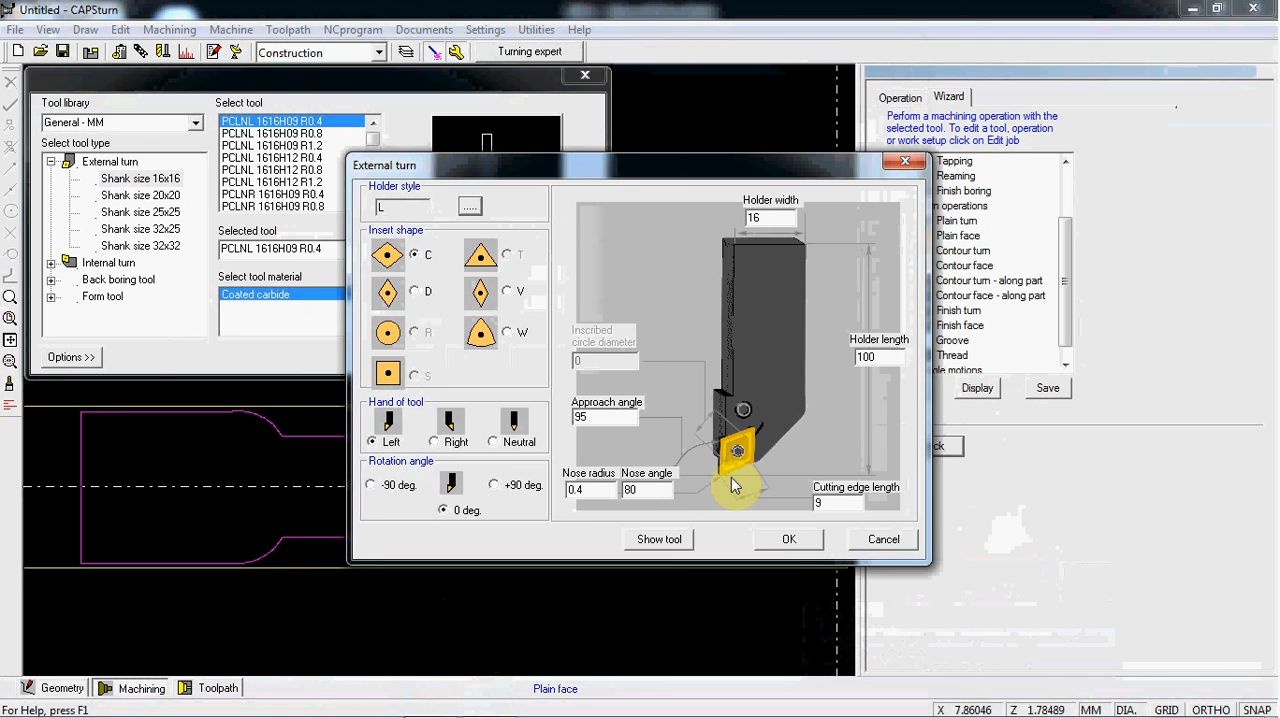 Untitled - CAPSturn
File View Draw Edit Machining Machine Toolpath NCprogram Documents Settings Utilities Help
Construction
Turning expert
Tool library
General - MM
Select tool type
External turn
Shank size 16x16
Shank size 20x20
Shank size 25x25
Shank size 32x25
Shank size 32x32
Internal turn
Back boring tool
Form tool
Options >>
Select tool
PCLNL 1616H09 R0.4
PCLNL 1616H09 R0.8
PCLNL 1616H09 R1.2
PCLNL 1616H12 R0.4
PCLNL 1616H12 R0.8
PCLNL 1616H12 R1.2
PCLNR 1616H09 R0.4
PCLNR 1616H09 R0.8
Selected tool
PCLNL 1616H09 R0.4
Select tool material
Coated carbide
External turn
Holder style
L
.....
Insert shape
C T
D V
R W
S
Hand of tool
Left Right Neutral
Rotation angle
-90 deg. +90 deg.
0 deg.
Holder width
16
Inscribed
circle diameter
0
Holder length
100
Approach angle
95
Nose radius Nose angle
0.4 80
Cutting edge length
9
Show tool OK Cancel
Operation Wizard
Perform a machining operation with the
selected tool. To edit a tool, operation
or work setup click on Edit job
Tapping
Reaming
Finish boring
operations
Plain turn
Plain face
Contour turn
Contour face
Contour turn - along part
Contour face - along part
Finish turn
Finish face
Groove
Thread
motions
Display Save
Geometry Machining Toolpath
Plain face
For Help, press F1
X 7.86046 Z 1.78489 MM DIA. GRID ORTHO SNAP